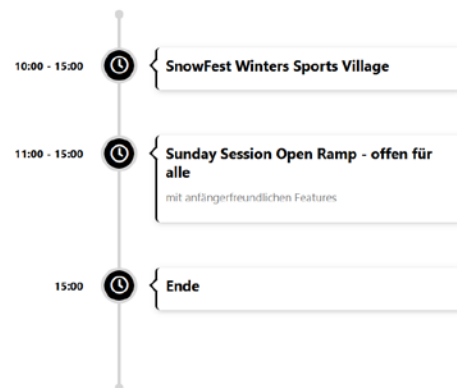 10:00 - 15:00
SnowFest Winters Sports Village
11:00 - 15:00
Sunday Session Open Ramp - offen für
alle
mit anfängerfreundlichen Features
15:00
Ende